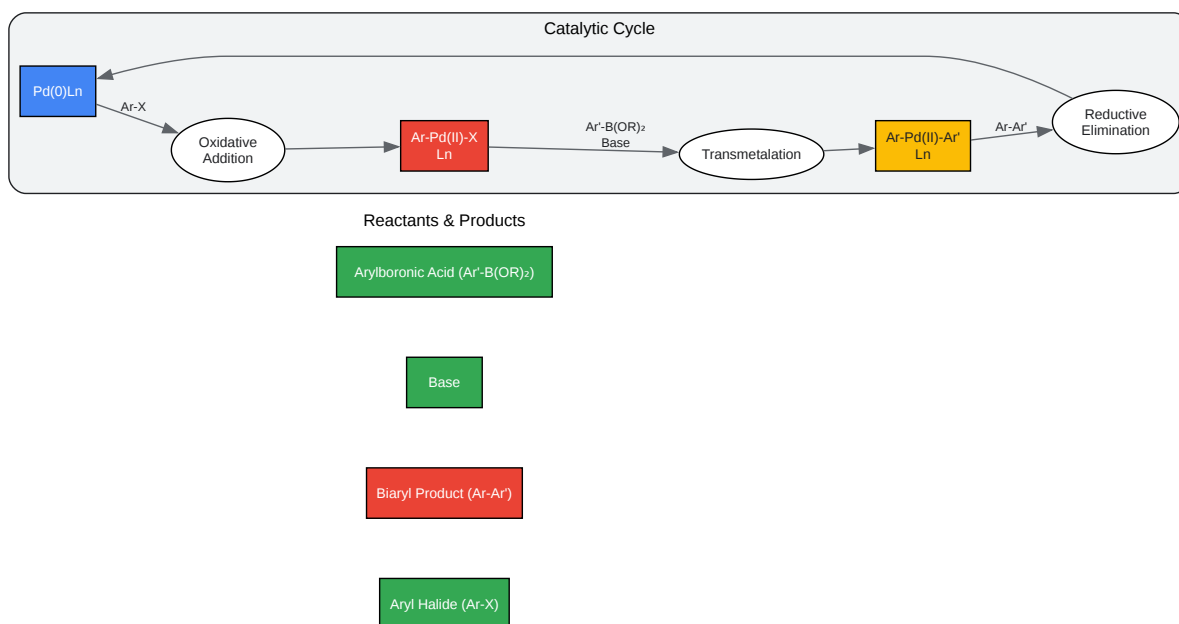 Catalytic Cycle
Pd(0)Ln
Ar-X
Oxidative
Addition
Ar-Pd(II)-X
Ln
Ar'-B(OR)₂
Base
Transmetalation
Ar-Pd(II)-Ar'
Ln
Ar-Ar'
Reductive
Elimination
Reactants & Products
Arylboronic Acid (Ar'-B(OR)₂)
Base
Biaryl Product (Ar-Ar')
Aryl Halide (Ar-X)